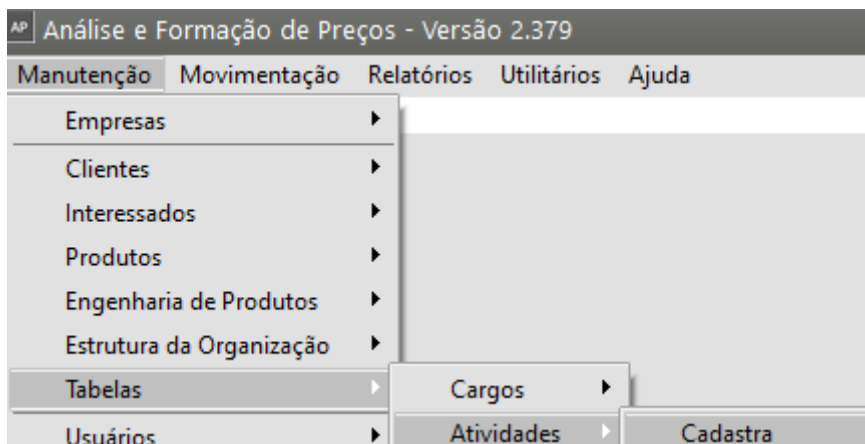 AP Análise e Formação de Preços - Versão 2.379
Manutenção Movimentação Relatórios Utilitários Ajuda
Empresas
Clientes
Interessados
Produtos
Engenharia de Produtos
Estrutura da Organização
Tabelas Cargos
Usuários Atividades Cadastra